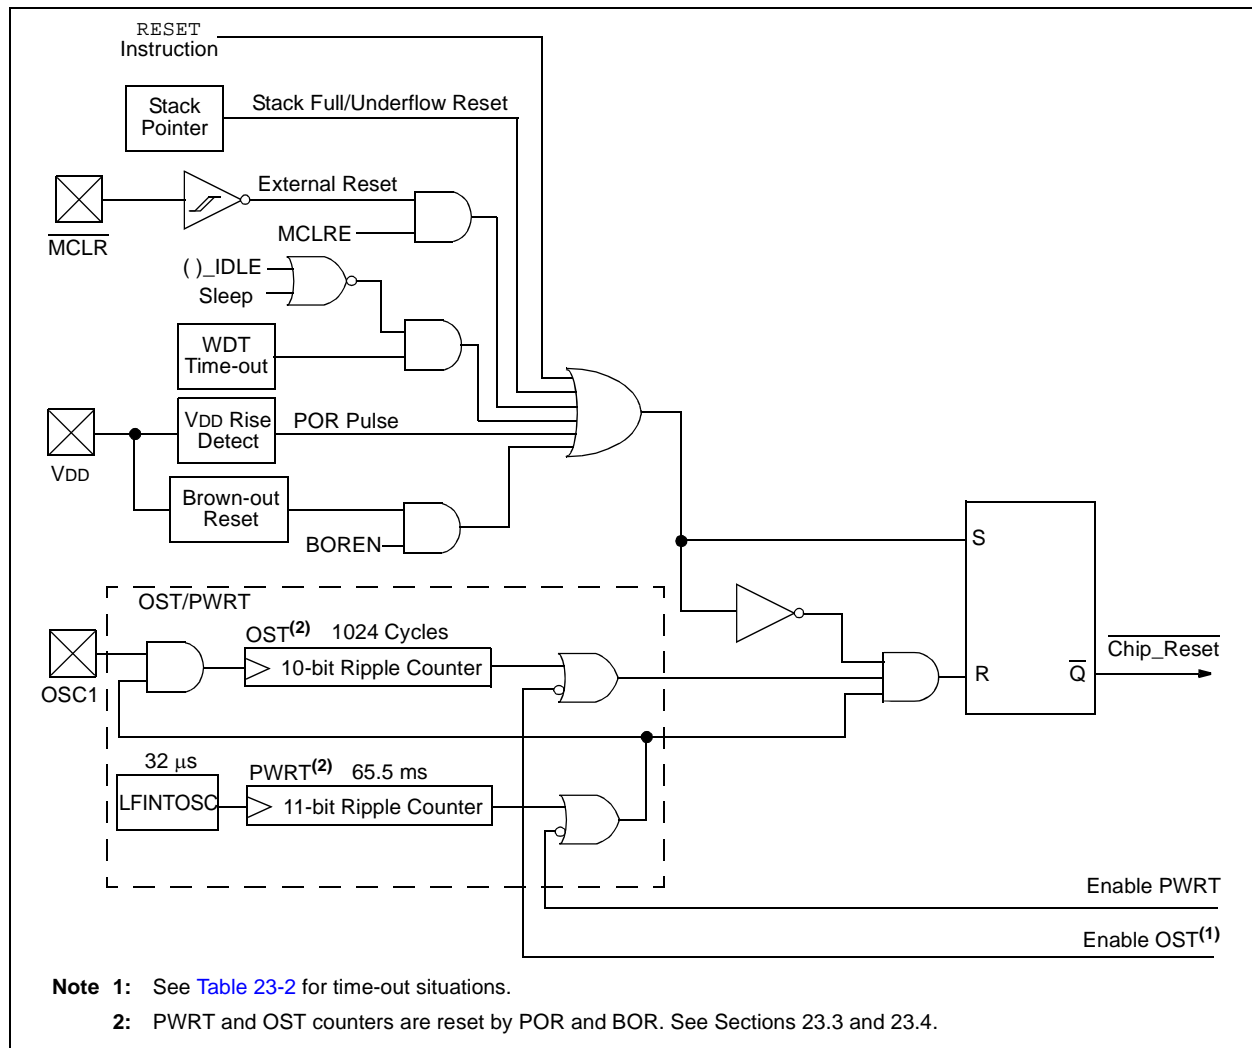 RESET
Instruction
Stack
Pointer
Stack Full/Underflow Reset
External Reset
MCLR
MCLRE
( )_IDLE
Sleep
WDT
Time-out
VDD
VDD Rise
Detect
POR Pulse
Brown-out
Reset
BOREN
S
OST/PWRT
OST(2) 1024 Cycles
10-bit Ripple Counter
OSC1
Chip_Reset
R
Q
32 μs
PWRT(2) 65.5 ms
LFINTOSC
11-bit Ripple Counter
Enable PWRT
Enable OST(1)
Note 1: See Table 23-2 for time-out situations.
2: PWRT and OST counters are reset by POR and BOR. See Sections 23.3 and 23.4.